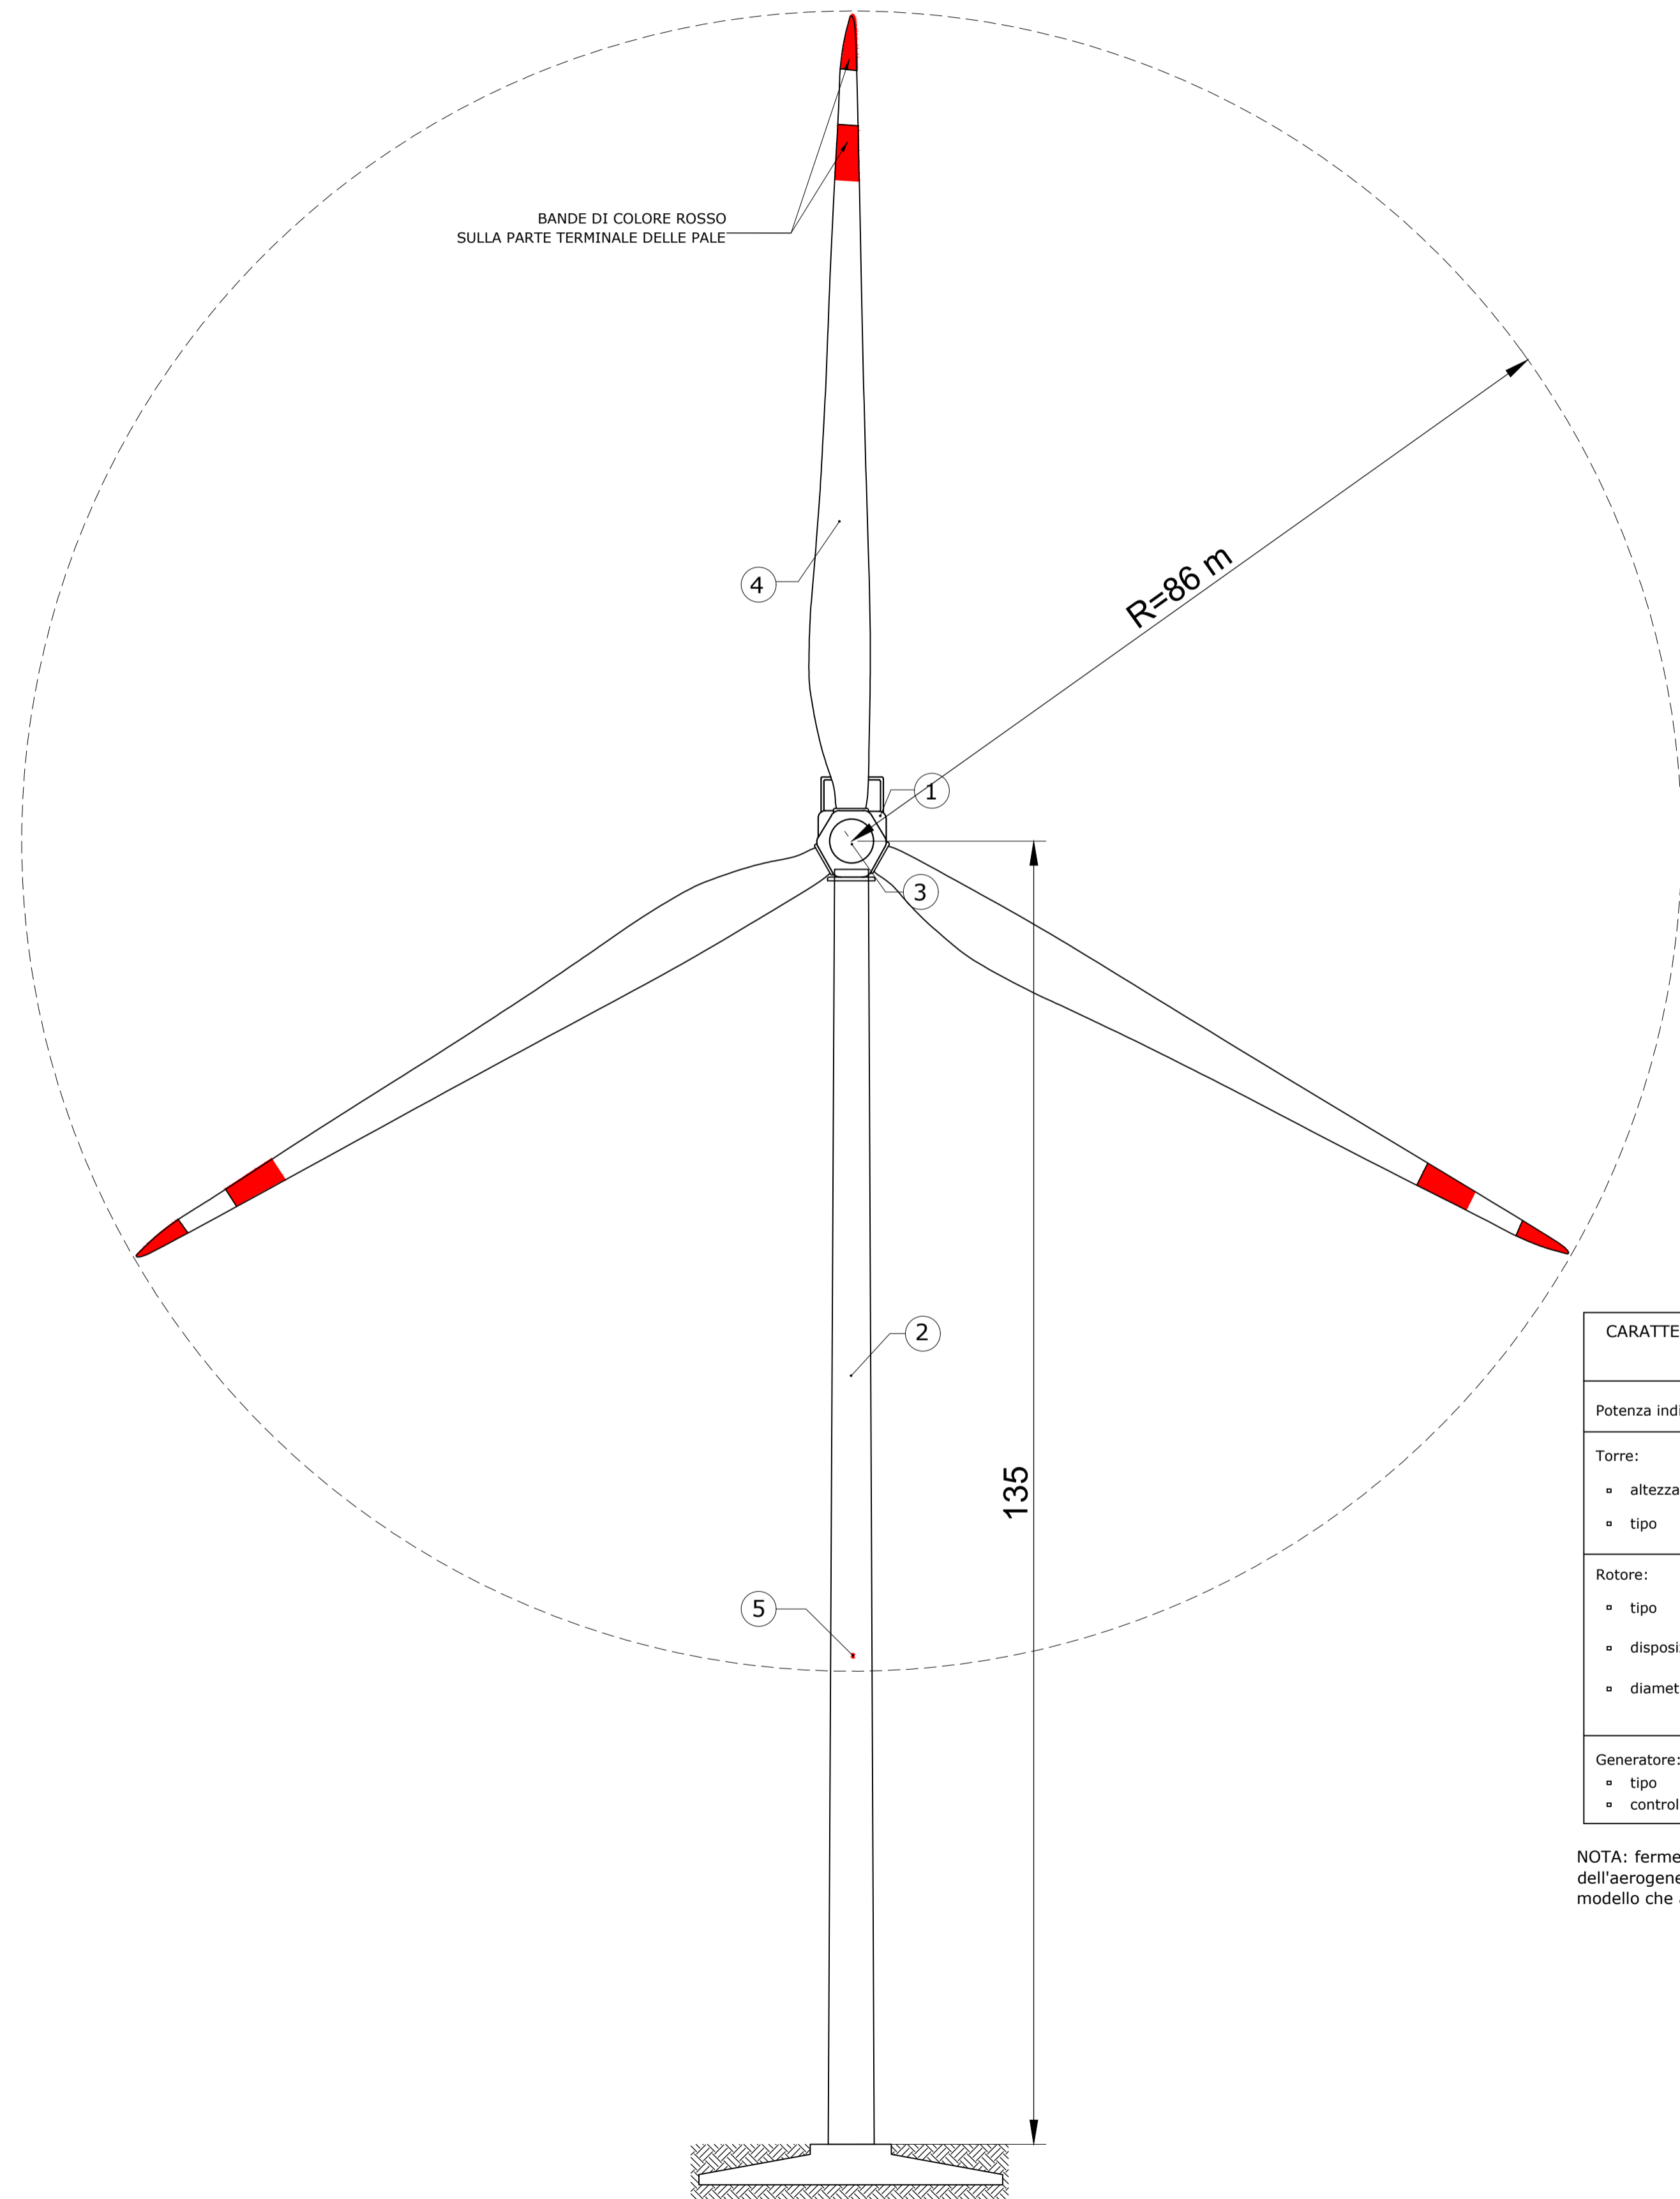 BANDE DI COLORE ROSSO
SULLA PARTE TERMINALE DELLE PALE
R=86 m
4
1
3
2
135
5
CARATTE
Potenza indi
Torre:
altezza
tipo
Rotore:
tipo
disposi
diamet
Generatore:
tipo
control
NOTA: ferme
dell'aerogene
modello che